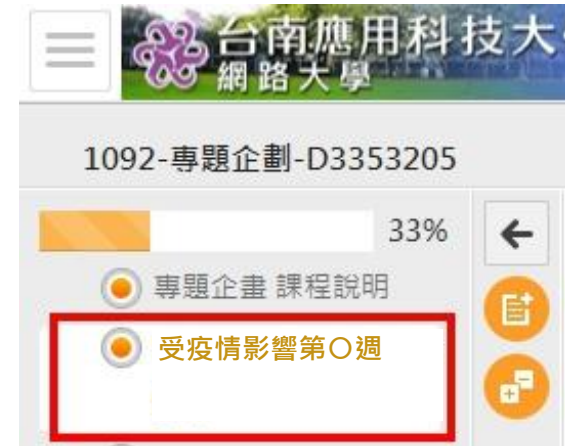 台南應用科技大
網路大學
1092-專題企劃-D3353205
33%
專題企畫 課程說明
受疫情影響第○週